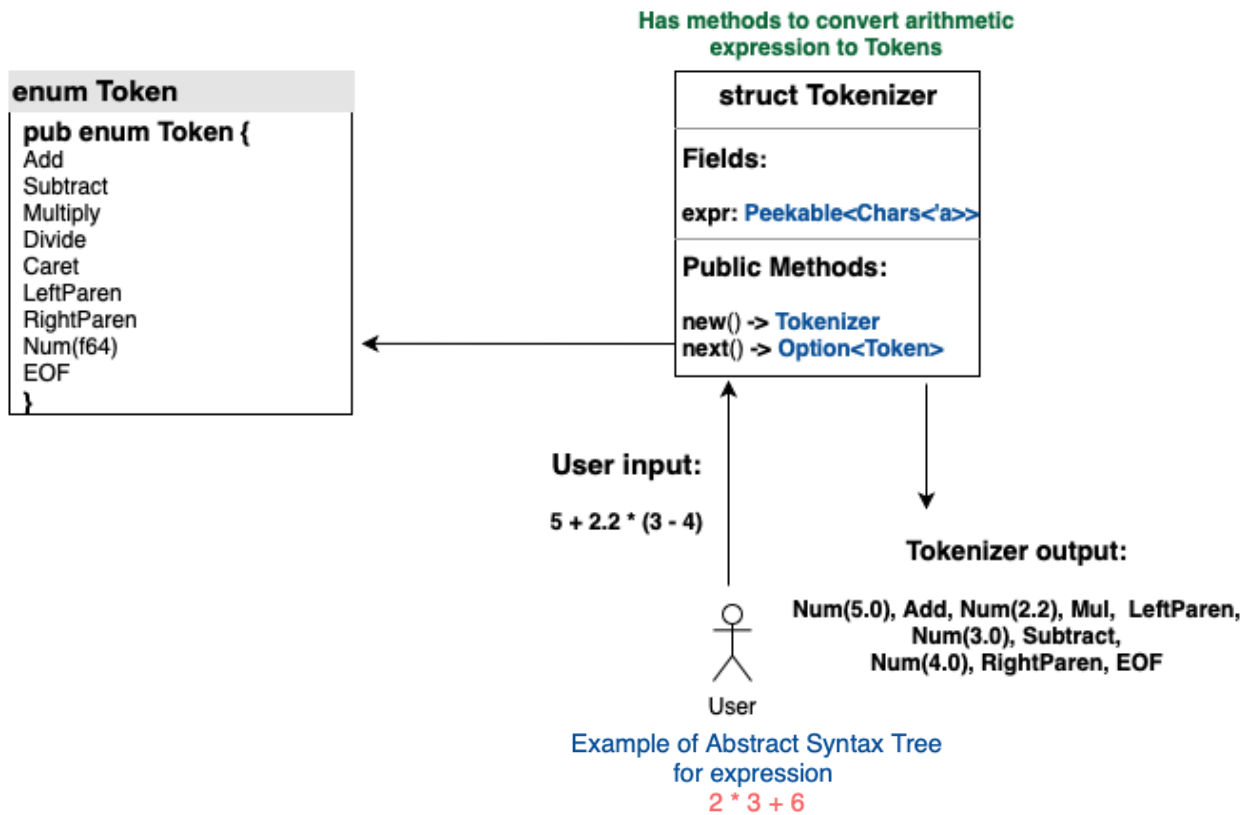 Has methods to convert arithmetic
expression to Tokens
enum Token
pub enum Token {
Add
Subtract
Multiply
Divide
Caret
LeftParen
RightParen
Num(f64)
EOF
}
struct Tokenizer
Fields:
expr: Peekable<Chars<'a>>
Public Methods:
new() -> Tokenizer
next() -> Option<Token>
User input:
5 + 2.2 * (3 - 4)
Tokenizer output:
Num(5.0), Add, Num(2.2), Mul, LeftParen,
Num(3.0), Subtract,
Num(4.0), RightParen, EOF
User
Example of Abstract Syntax Tree
for expression
2 * 3 + 6